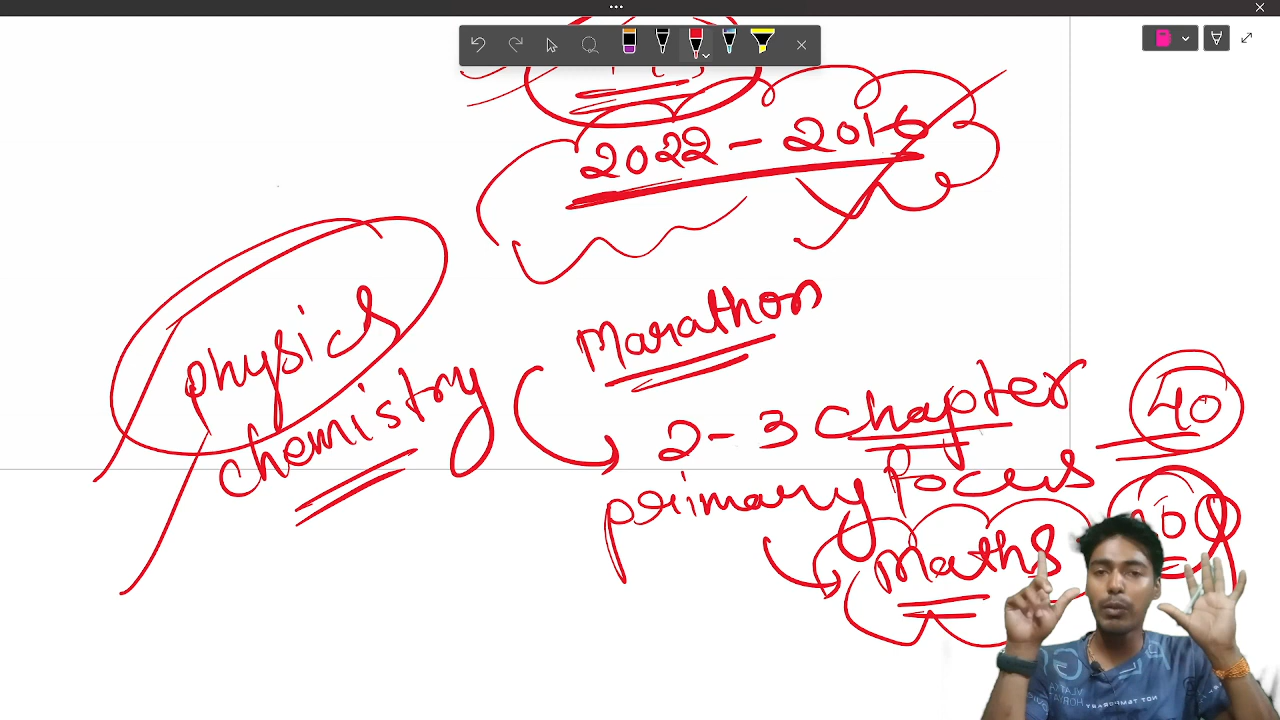 2022 - 2016
physics
chemistry
Marathon
2-3 Chapter
40
primary focus
Maths